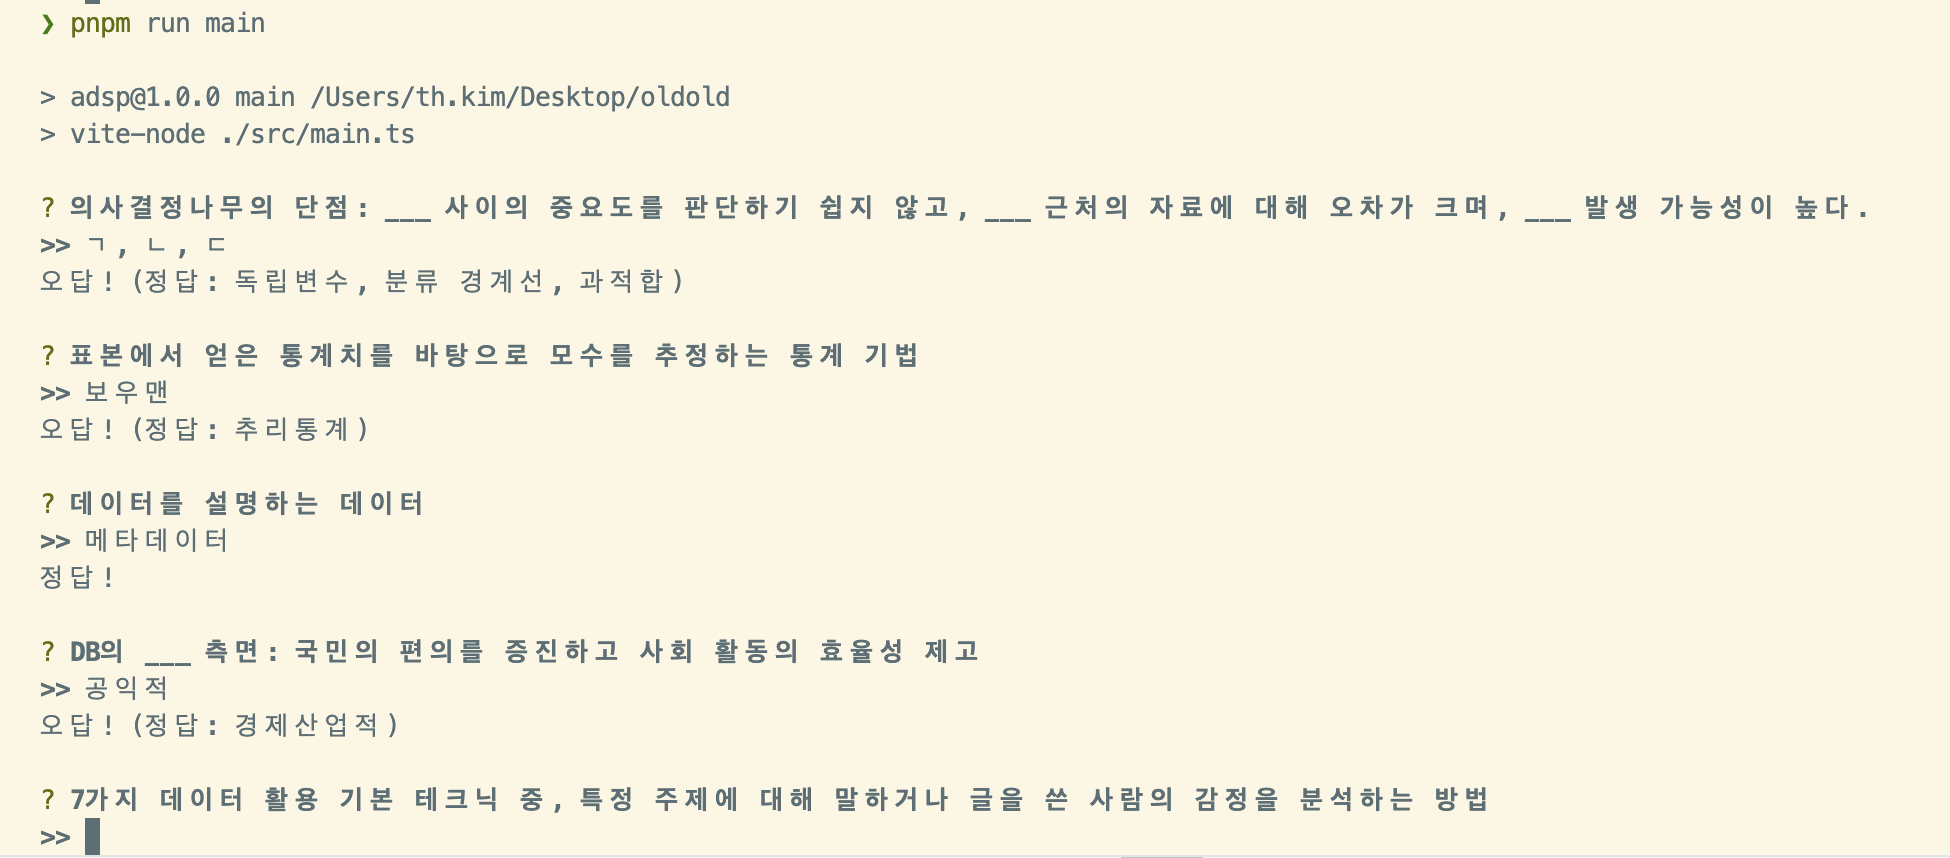 ❯ pnpm run main
> adsp@1.0.0 main /Users/th.kim/Desktop/oldold
> vite-node ./src/main.ts
? 의사결정나무의 단점: ___ 사이의 중요도를 판단하기 쉽지 않고, ___ 근처의 자료에 대해 오차가 크며, ___ 발생 가능성이 높다.
>> ㄱ, ㄴ, ㄷ
오답! (정답: 독립변수, 분류 경계선, 과적합)
? 표본에서 얻은 통계치를 바탕으로 모수를 추정하는 통계 기법
>> 보우맨
오답! (정답: 추리통계)
? 데이터를 설명하는 데이터
>> 메타데이터
정답!
? DB의 ___ 측면: 국민의 편의를 증진하고 사회 활동의 효율성 제고
>> 공익적
오답! (정답: 경제산업적)
? 7가지 데이터 활용 기본 테크닉 중, 특정 주제에 대해 말하거나 글을 쓴 사람의 감정을 분석하는 방법
>>